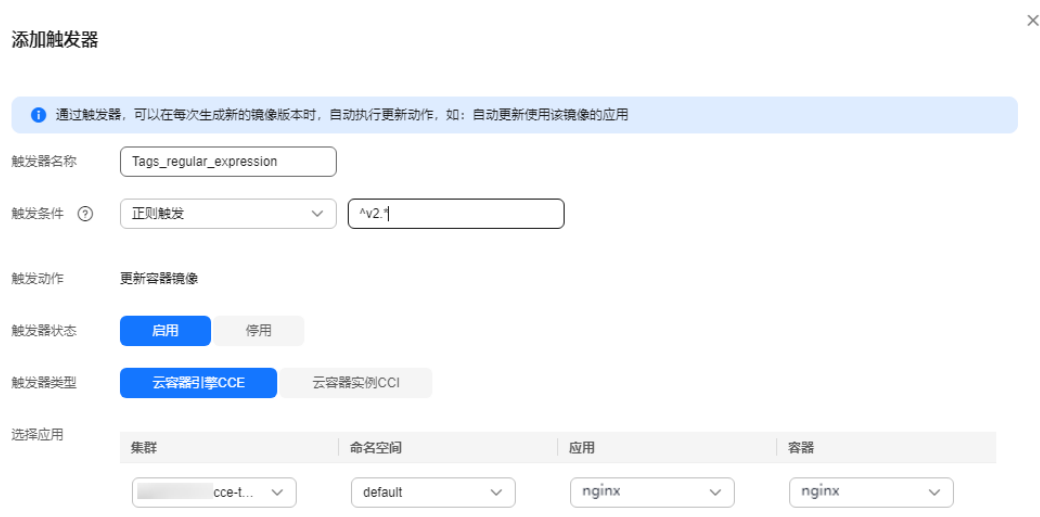 添加触发器
通过触发器，可以在每次生成新的镜像版本时，自动执行更新动作，如：自动更新使用该镜像的应用
触发器名称 Tags_regular_expression
触发条件 ? 正则触发 ^v2.*
触发动作 更新容器镜像
触发器状态 启用 停用
触发器类型 云容器引擎CCE 云容器实例CCI
选择应用
集群 命名空间 应用 容器
cce-t... default nginx nginx